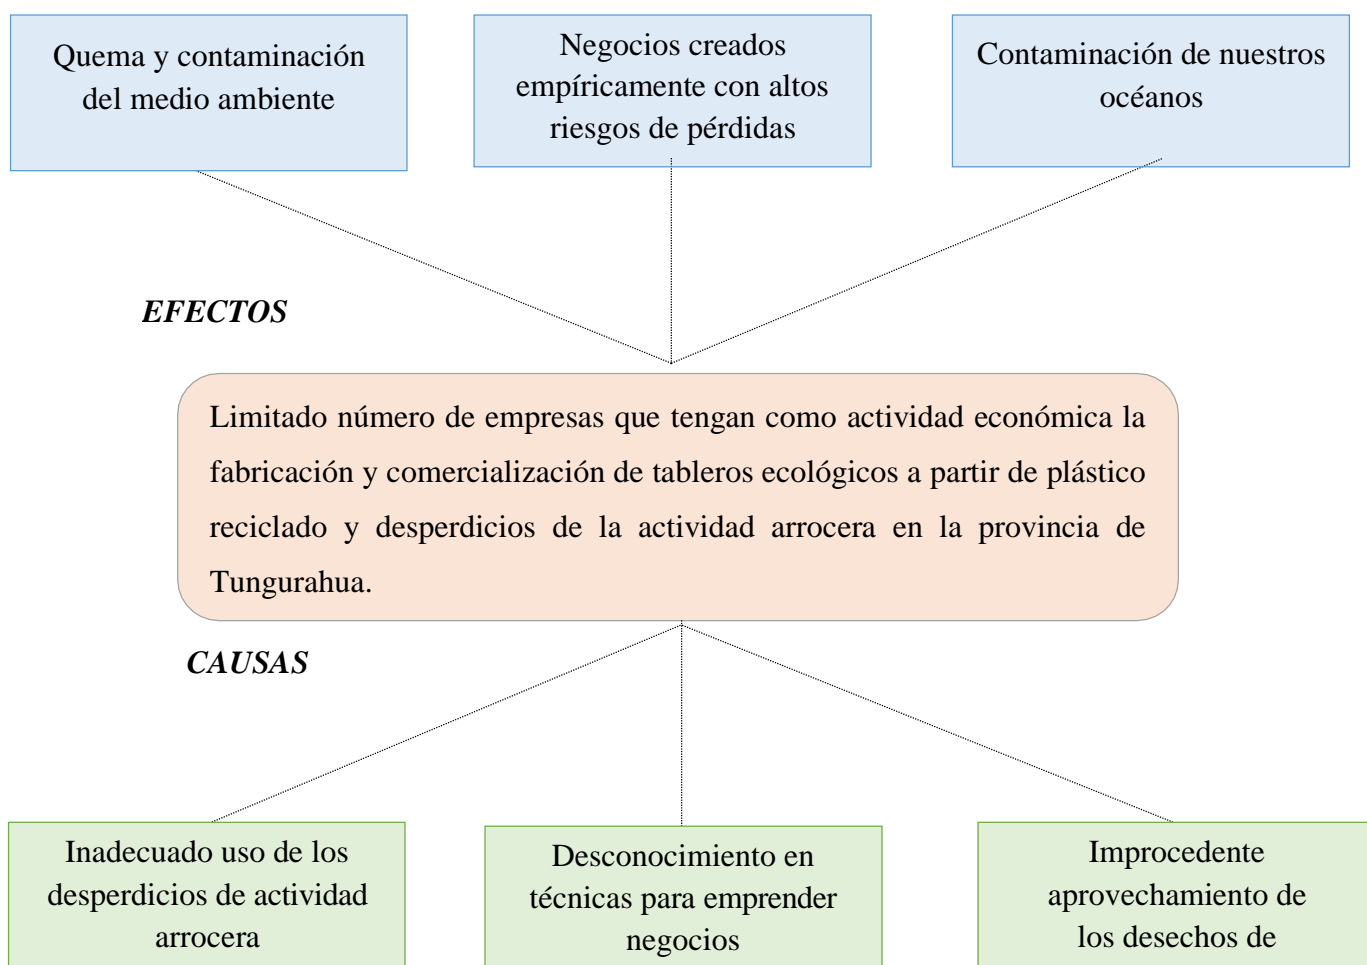 Quema y contaminación
del medio ambiente
Negocios creados
empíricamente con altos
riesgos de pérdidas
Contaminación de nuestros
océanos
EFECTOS
Limitado número de empresas que tengan como actividad económica la
fabricación y comercialización de tableros ecológicos a partir de plástico
reciclado y desperdicios de la actividad arrocera en la provincia de
Tungurahua.
CAUSAS
Inadecuado uso de los
desperdicios de actividad
arrocera
Desconocimiento en
técnicas para emprender
negocios
Improcedente
aprovechamiento de
los desechos de